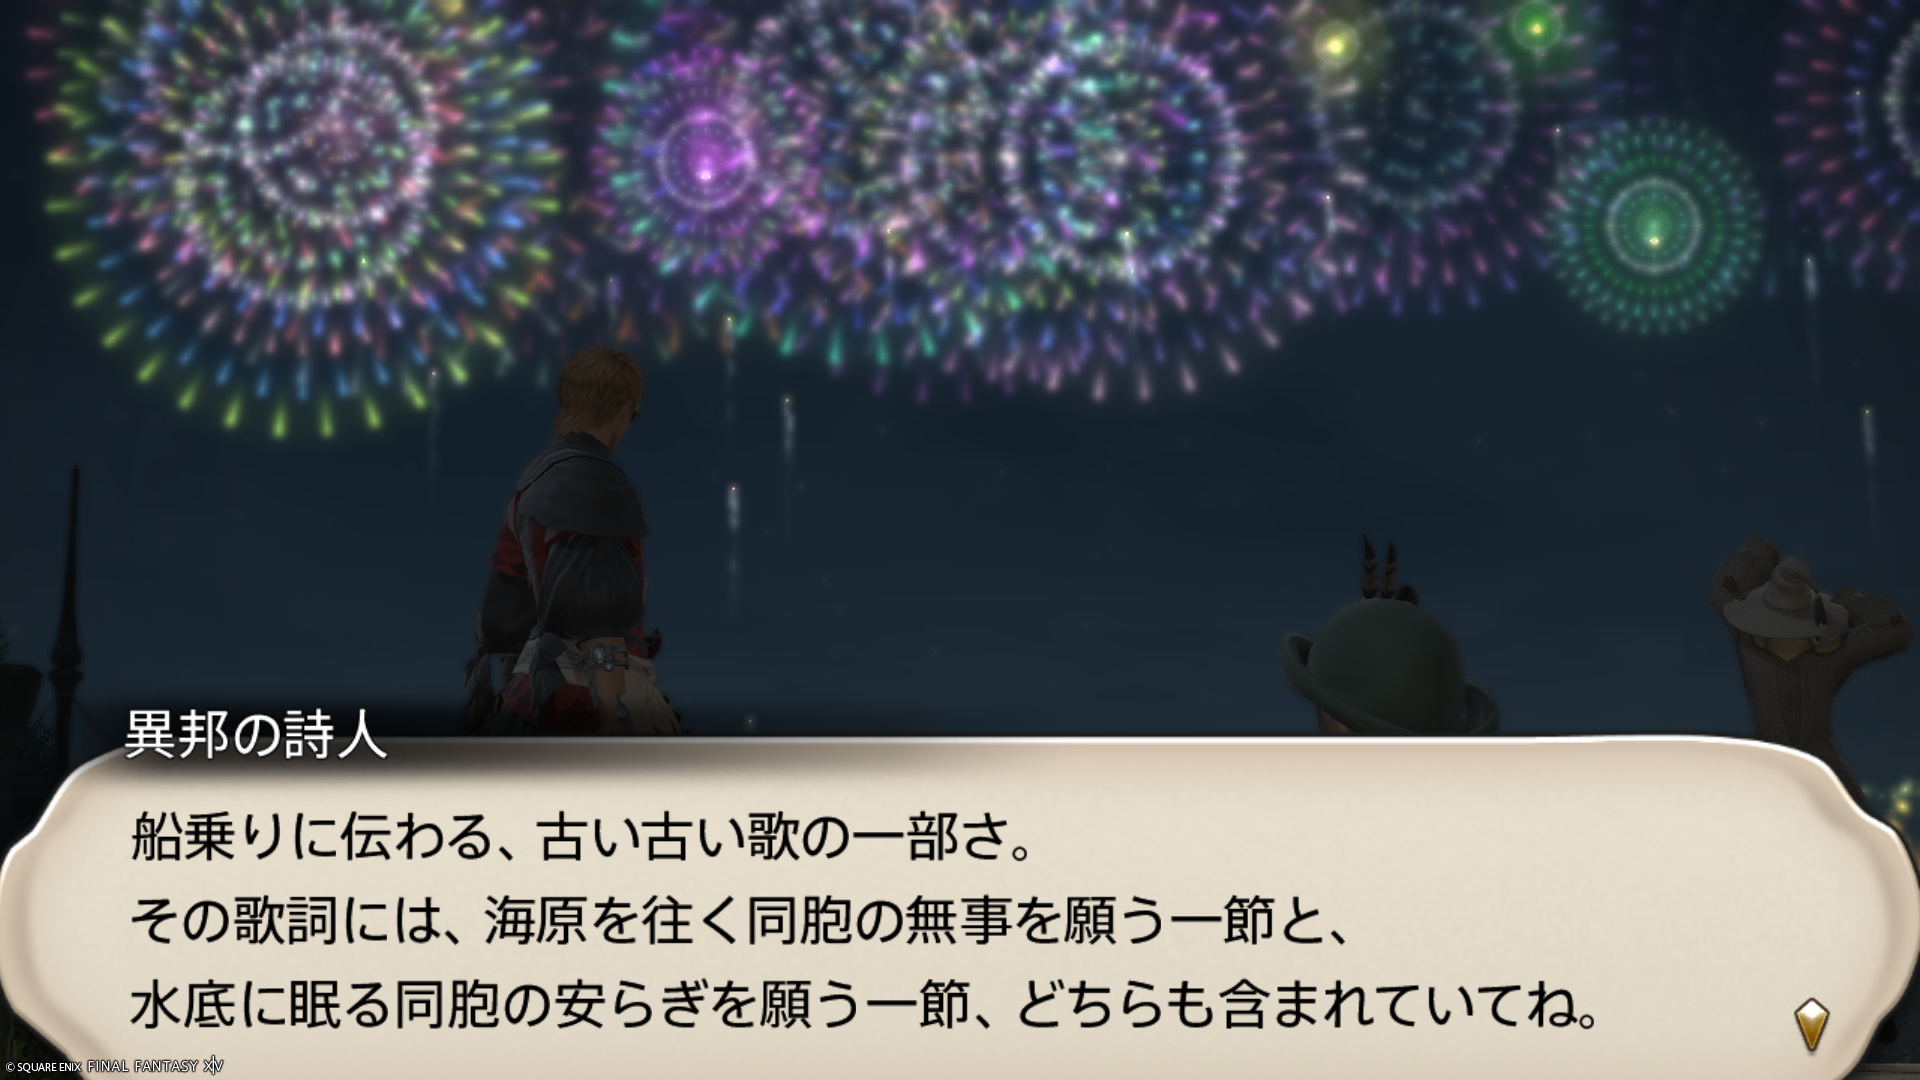 異邦の詩人
船乗りに伝わる、古い古い歌の一部さ。
その歌詞には、海原を往く同胞の無事を願う一節と、
水底に眠る同胞の安らぎを願う一節、どちらも含まれていてね。
© SQUARE ENIX FINAL FANTASY XIV